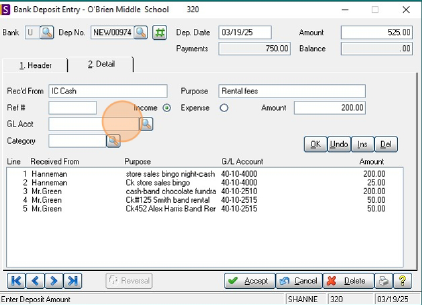 S Bank Deposit Entry - O'Brien Middle School 320
Bank U Dep No. NEW/00974 # Dep. Date 03/19/25 Amount 525.00
Payments 750.00 Balance .00
1. Header 2. Detail
Rec'd From IC Cash Purpose Rental fees
Ref # Income Expense Amount 200.00
GL Acct
Category OK Undo Ins Del
Line Received From Purpose G/L Account Amount
1 Hanneman store sales bingo night-cash 40-10-4000 200.00
2 Hanneman Ck store sales bingo 40-10-4000 25.00
3 Mr.Green cash-band chocolate fundra 40-10-2510 200.00
4 Mr.Green Ck#125 Smith band rental 40-10-2515 50.00
5 Mr.Green Ck452 Alex Harris Band Ren 40-10-2515 50.00
Reversal Accept Cancel Delete ?
Enter Deposit Amount SHANNE 320 03/19/25